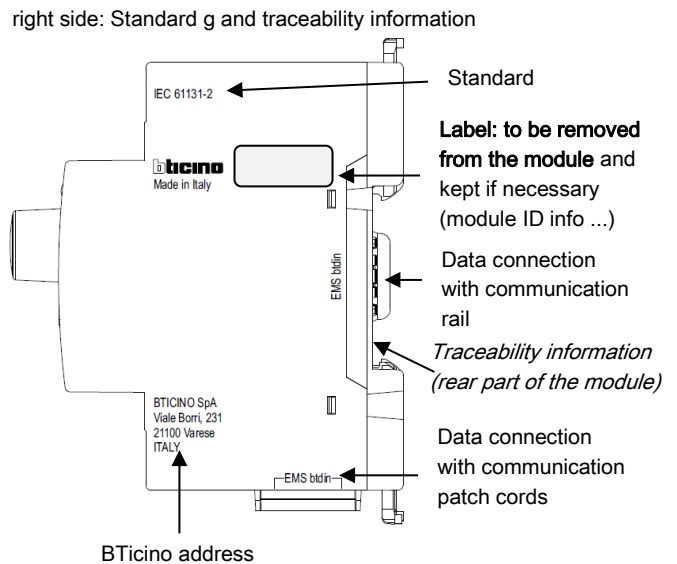 right side: Standard g and traceability information
IEC 61131-2
Standard
bticino
Made in Italy
Label: to be removed
from the module and
kept if necessary
(module ID info ...)
EMS btdin
Data connection
with communication
rail
Traceability information
(rear part of the module)
BTICINO SpA
Viale Borri, 231
21100 Varese
ITALY
EMS btdin
Data connection
with communication
patch cords
BTicino address